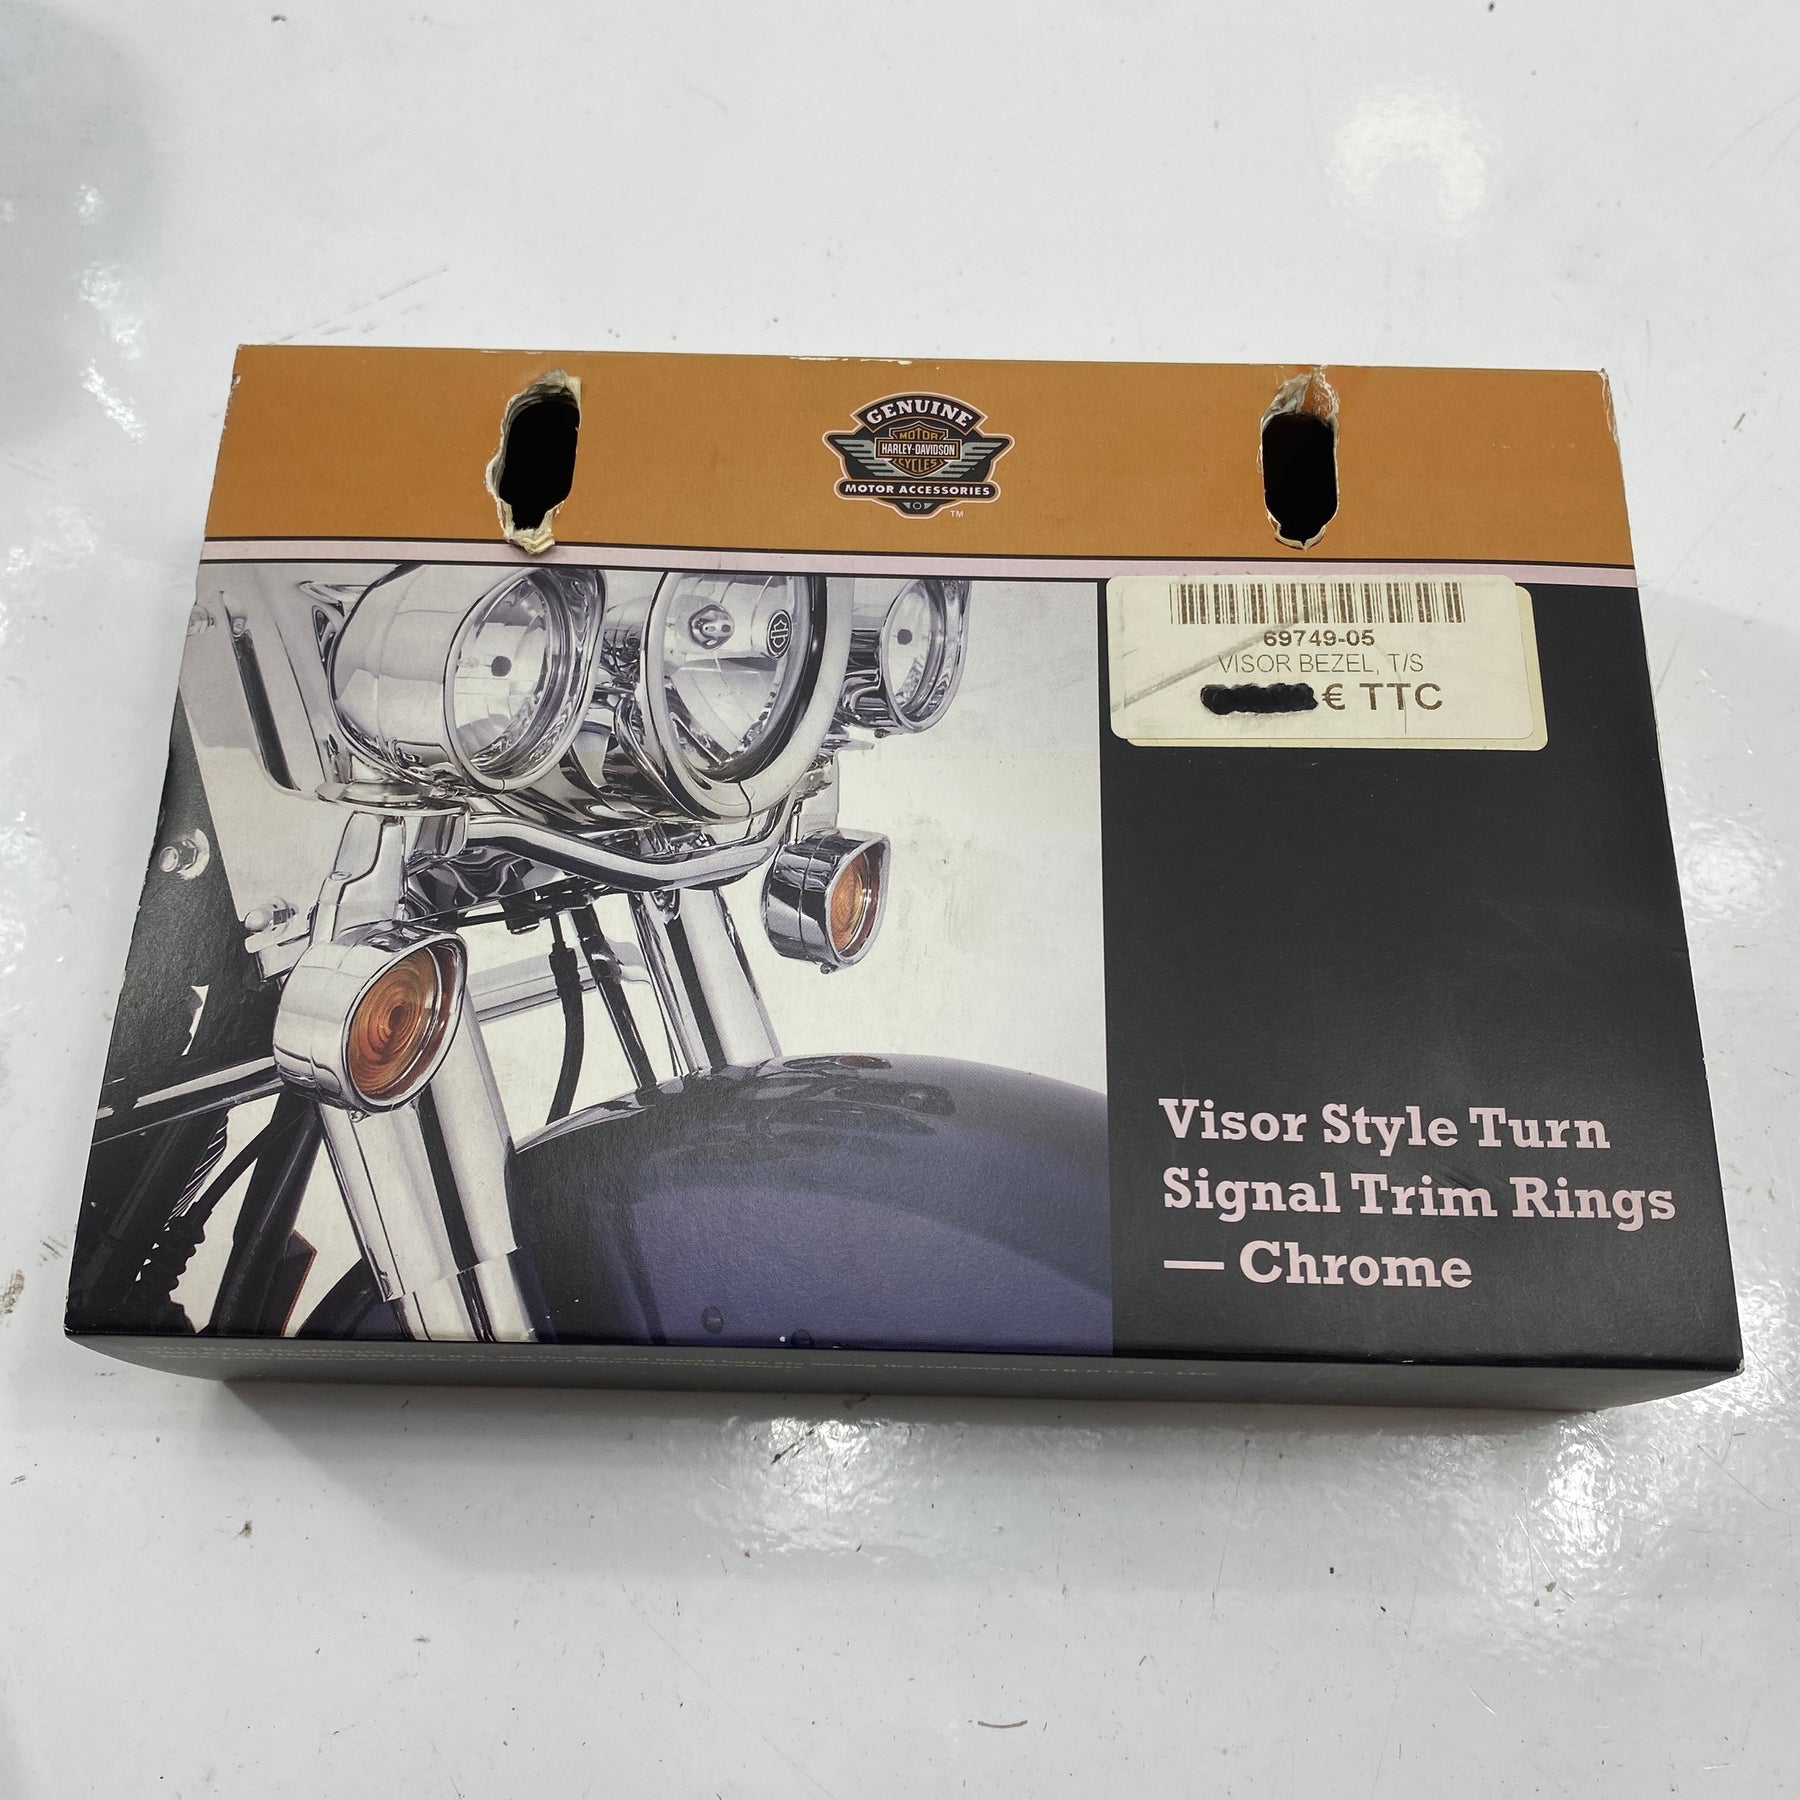 GENUINE
MOTOR
HARLEY-DAVIDSON
CYCLES
MOTOR ACCESSORIES
TM
69749-05
VISOR BEZEL, T/S
€ TTC
Visor Style Turn
Signal Trim Rings
— Chrome